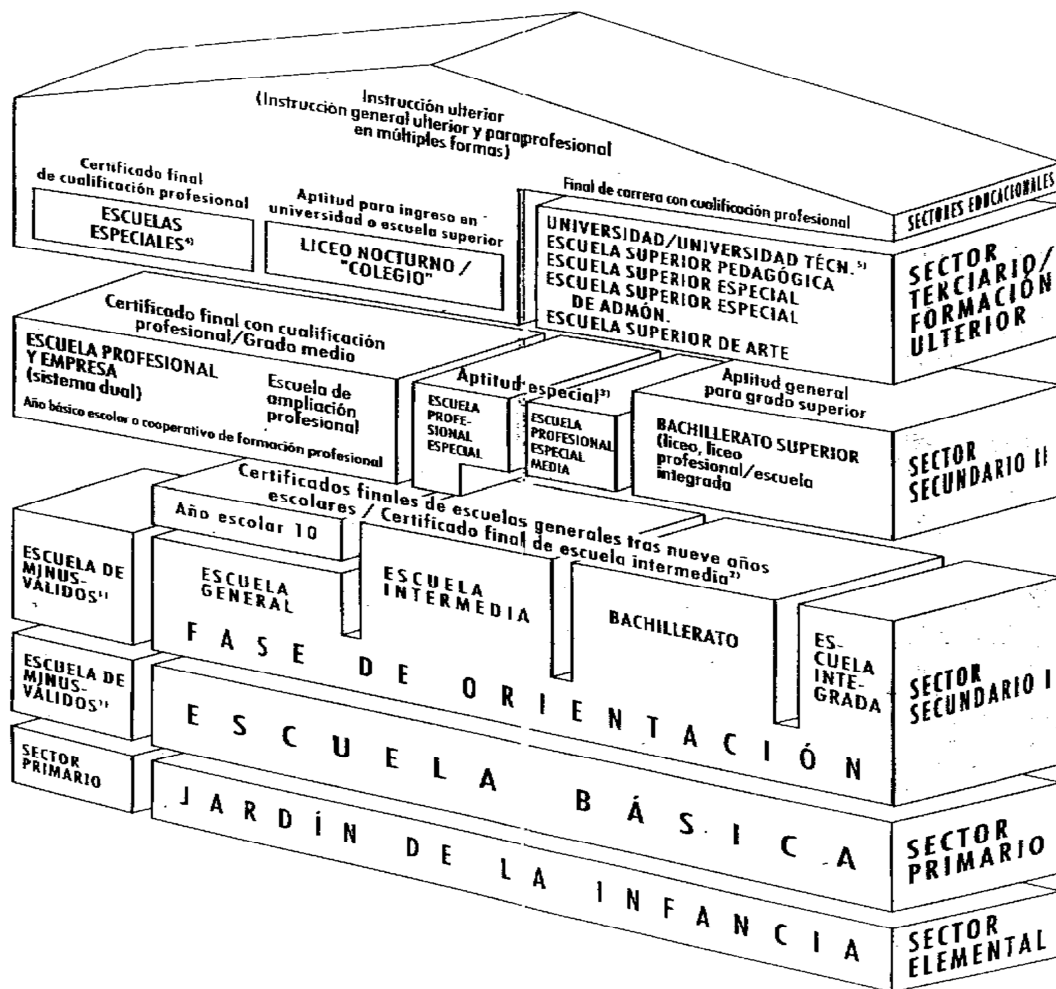 Instrucción ulterior
(Instrucción general ulterior y paraprofesional
en múltiples formas)
Certificado final
de cualificación profesional
ESCUELAS
ESPECIALES⁴⁾
Aptitud para ingreso en
universidad o escuela superior
LICEO NOCTURNO /
"COLEGIO"
Final de carrera con cualificación profesional
UNIVERSIDAD/UNIVERSIDAD TÉCN.⁵⁾
ESCUELA SUPERIOR PEDAGÓGICA
ESCUELA SUPERIOR ESPECIAL
ESCUELA SUPERIOR ESPECIAL
DE ADMÓN.
ESCUELA SUPERIOR DE ARTE
SECTORES EDUCACIONALES
SECTOR
TEKCIARIO/
FORMACIÓN
ULTERIOR
Certificado final con cualificación
profesional/Grado medio
ESCUELA PROFESIONAL
Y EMPRESA
(sistema dual)
Escuela de
ampliación
profesional
Año básico escolar o cooperativo de formación profesional
Aptitud especial³⁾
ESCUELA
PROFE-
SIONAL
ESPECIAL
ESCUELA
PROFESIONAL
ESPECIAL
MEDIA
Aptitud general
para grado superior
BACHILLERATO SUPERIOR
(liceo, liceo
profesional/escuela
integrada
SECTOR
SECUNDARIO II
Certificados finales de escuelas generales tras nueve años
escolares / Certificado final de escuela intermedia²⁾
Año escolar 10
ESCUELA DE
MINUS-
VÁLIDOS¹⁾
ESCUELA
GENERAL
ESCUELA
INTERMEDIA
BACHILLERATO
ES-
CUELA
INTE-
GRADA
FASE DE ORIENTACIÓN
SECTOR
SECUNDARIO I
ESCUELA DE
MINUS-
VÁLIDOS¹⁾
ESCUELA BÁSICA
SECTOR
PRIMARIO
SECTOR
PRIMARIO
JARDÍN DE LA INFANCIA
SECTOR
ELEMENTAL